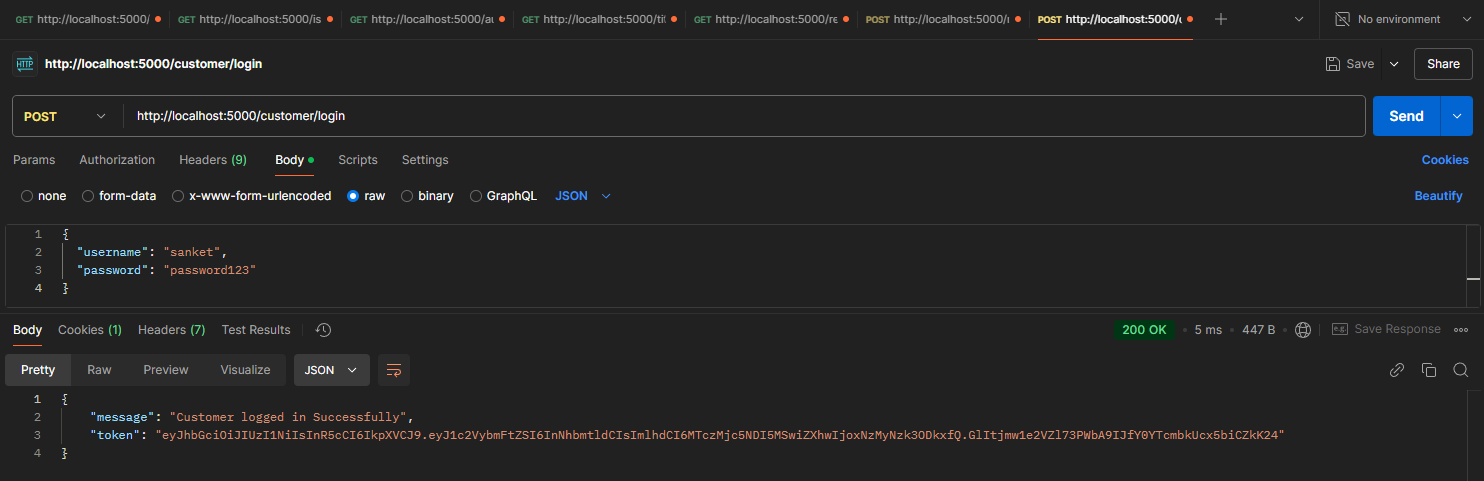 GET http://localhost:5000/ GET http://localhost:5000/is GET http://localhost:5000/au GET http://localhost:5000/titl GET http://localhost:5000/re POST http://localhost:5000/r POST http://localhost:5000/c No environment
HTTP http://localhost:5000/customer/login Save Share
POST http://localhost:5000/customer/login Send
Params Authorization Headers (9) Body Scripts Settings Cookies
none form-data x-www-form-urlencoded raw binary GraphQL JSON Beautify
1 {
2 "username": "sanket",
3 "password": "password123"
4 }
Body Cookies (1) Headers (7) Test Results 200 OK 5 ms 447 B e.g. Save Response
Pretty Raw Preview Visualize JSON
1 {
2 "message": "Customer logged in Successfully",
3 "token": "eyJhbGciOiJIUzI1NiIsInR5cCI6IkpXVCJ9.eyJ1c2VybmFtZSI6InNhbmtldCIsImlhdCI6MTczMjc5NDI5MSwiZXhwIjoxNzMyNzk3ODkxfQ.GlItjmw1e2VZl73PWbA9IJfY0YTcmbkUcx5biCZkK24"
4 }